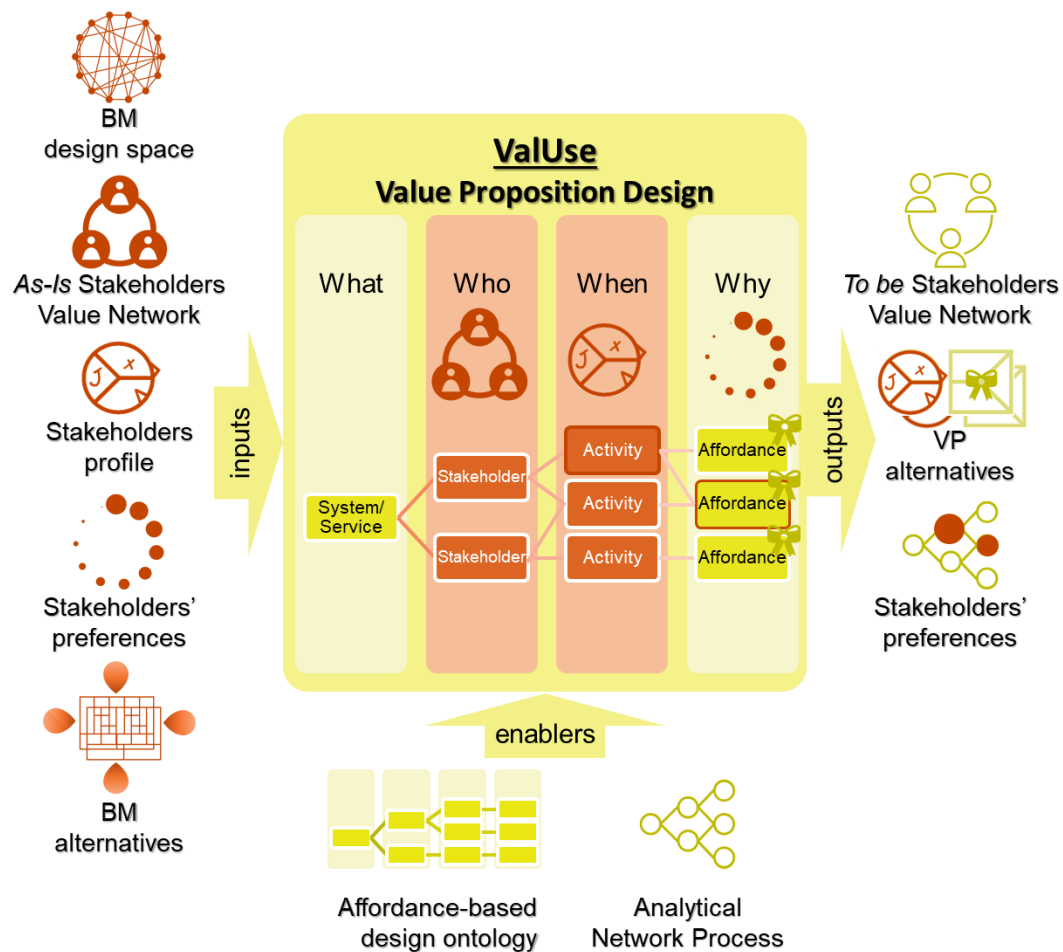 BM
design space
As-Is Stakeholders
Value Network
Stakeholders
profile
Stakeholders’
preferences
BM
alternatives
inputs
ValUse
Value Proposition Design
What
Who
When
Why
System/
Service
Stakeholder
Stakeholder
Activity
Activity
Activity
Affordance
Affordance
Affordance
enablers
Affordance-based
design ontology
Analytical
Network Process
outputs
To be Stakeholders
Value Network
VP
alternatives
Stakeholders’
preferences